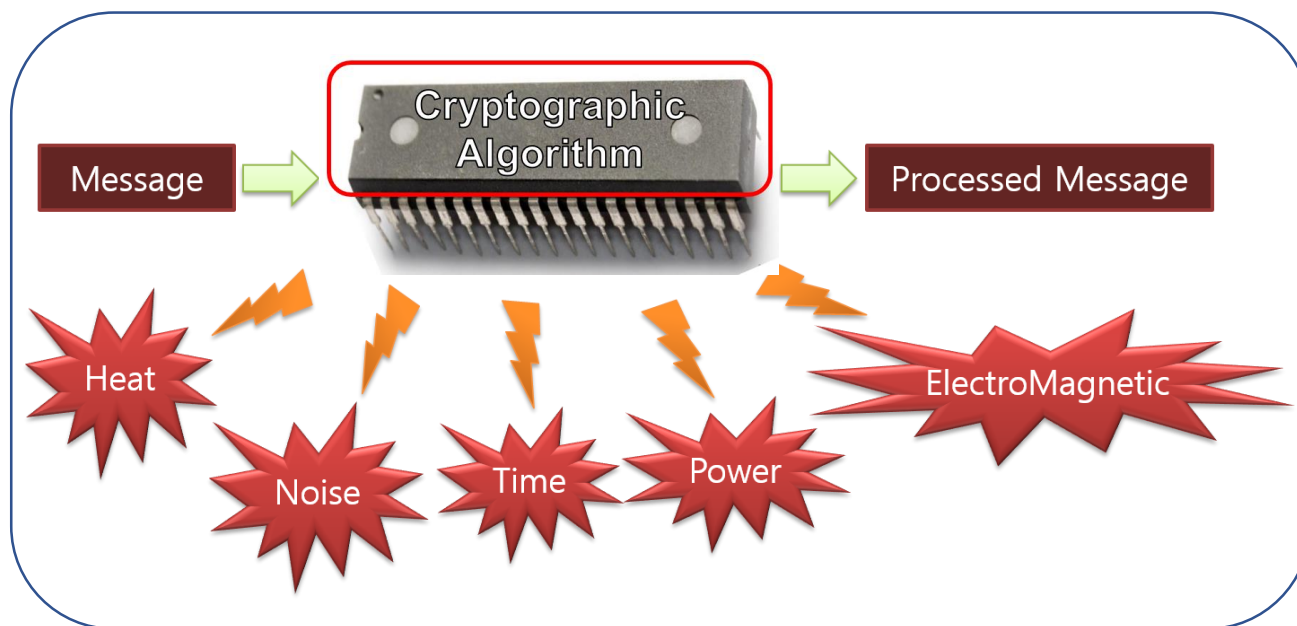 Cryptographic
Algorithm
Message
Processed Message
Heat
Noise
Time
Power
ElectroMagnetic